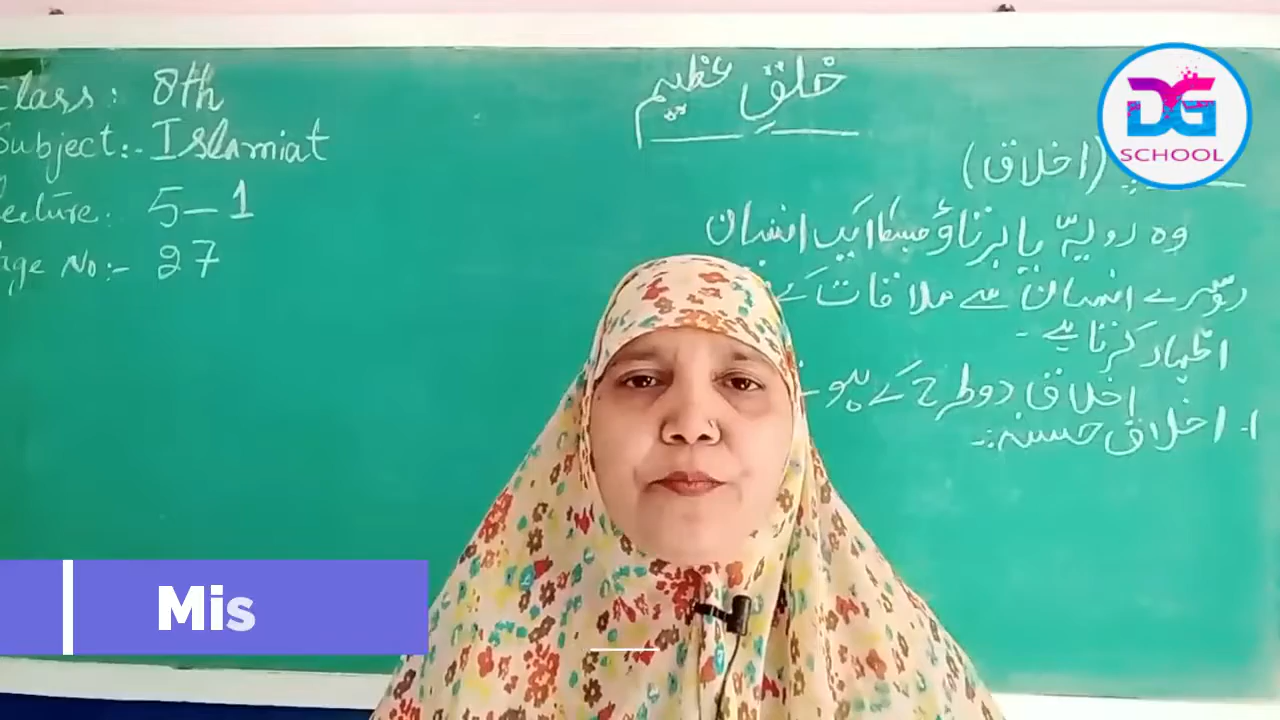 Class: 8th
Subject:- Islamiat
Lecture: 5-1
Page No:- 27
خلقِ عظیم
(اخلاق)
وہ رویہّ یا برتاؤ جسکا ایک انسان
دوسرے انسان سے ملاقات کے
اظہار کرتا ہے۔
اخلاق دو طرح کے ہو
۱۔ اخلاق حسنہ:۔
DG
SCHOOL
Mis